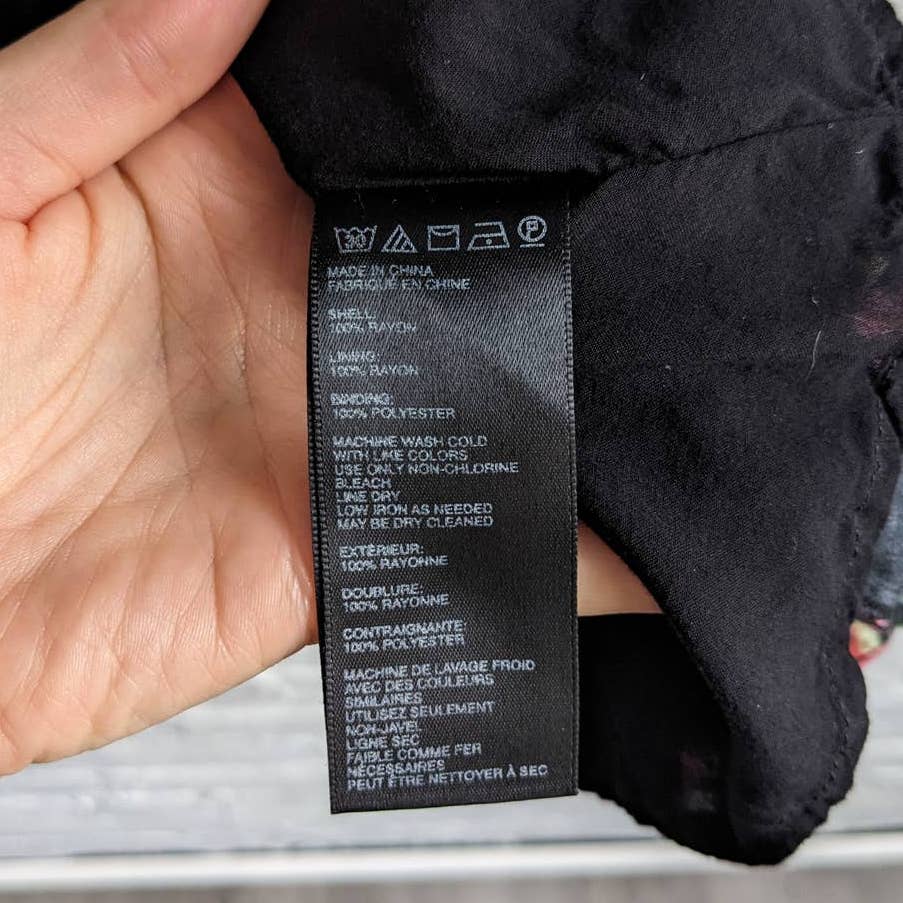 30 P
MADE IN CHINA
FABRIQUÉ EN CHINE
SHELL:
100% RAYON
LINING:
100% RAYON
BINDING:
100% POLYESTER
MACHINE WASH COLD
WITH LIKE COLORS
USE ONLY NON-CHLORINE
BLEACH
LINE DRY
LOW IRON AS NEEDED
MAY BE DRY CLEANED
EXTÉRIEUR:
100% RAYONNE
DOUBLURE:
100% RAYONNE
CONTRAIGNANTE:
100% POLYESTER
MACHINE DE LAVAGE FROID
AVEC DES COULEURS
SIMILAIRES
UTILISEZ SEULEMENT
NON-JAVEL
LIGNE SEC
FAIBLE COMME FER
NÉCESSAIRES
PEUT ÊTRE NETTOYER À SEC